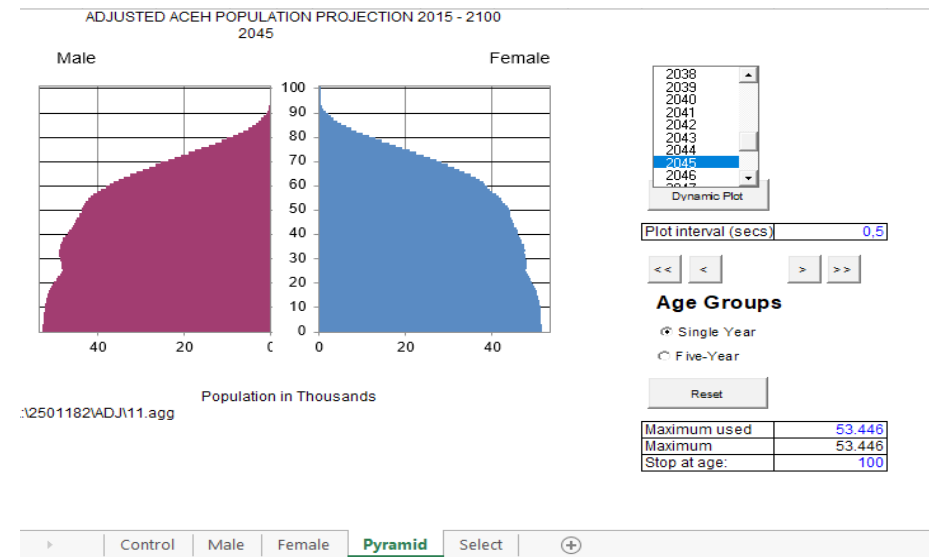 ADJUSTED ACEH POPULATION PROJECTION 2015 - 2100
2045
Male
Female
100
90
80
70
60
50
40
30
20
10
0
40 20 0 20 40
Population in Thousands
:\2501182\ADJ\11.agg
2038
2039
2040
2041
2042
2043
2044
2045
2046
2047
Dynamic Plot
Plot interval (secs) 0,5
<< < > >>
Age Groups
Single Year
Five-Year
Reset
Maximum used 53.446
Maximum 53.446
Stop at age: 100
Control Male Female Pyramid Select